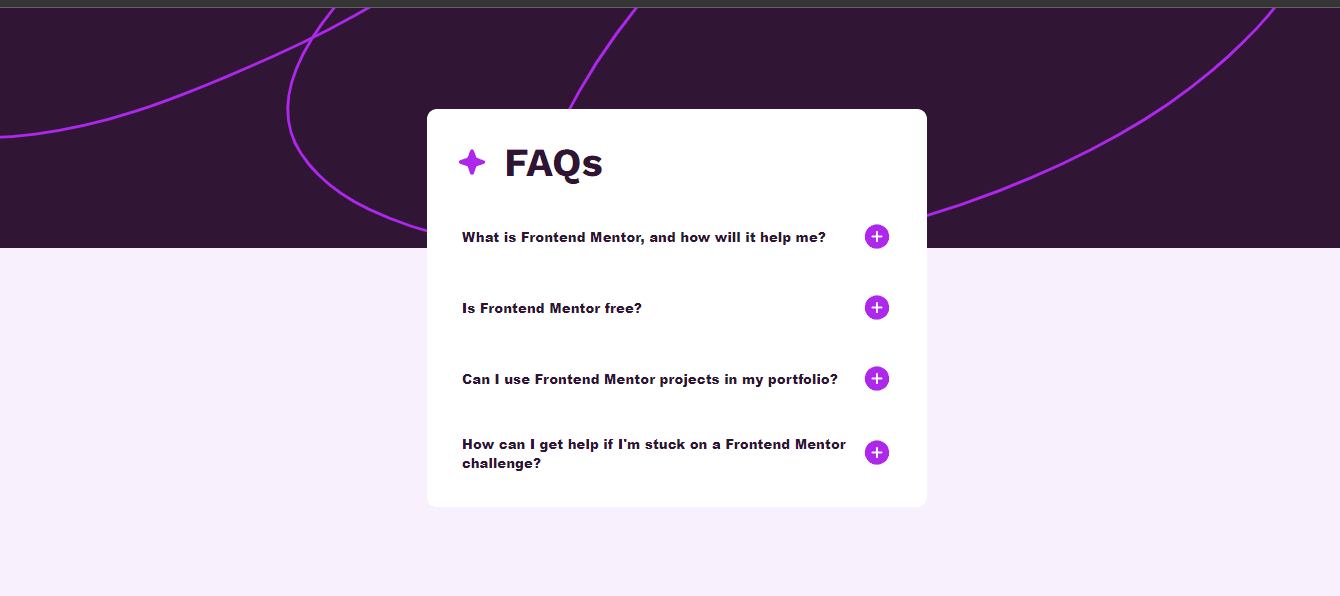 FAQs
What is Frontend Mentor, and how will it help me?
Is Frontend Mentor free?
Can I use Frontend Mentor projects in my portfolio?
How can I get help if I'm stuck on a Frontend Mentor
challenge?